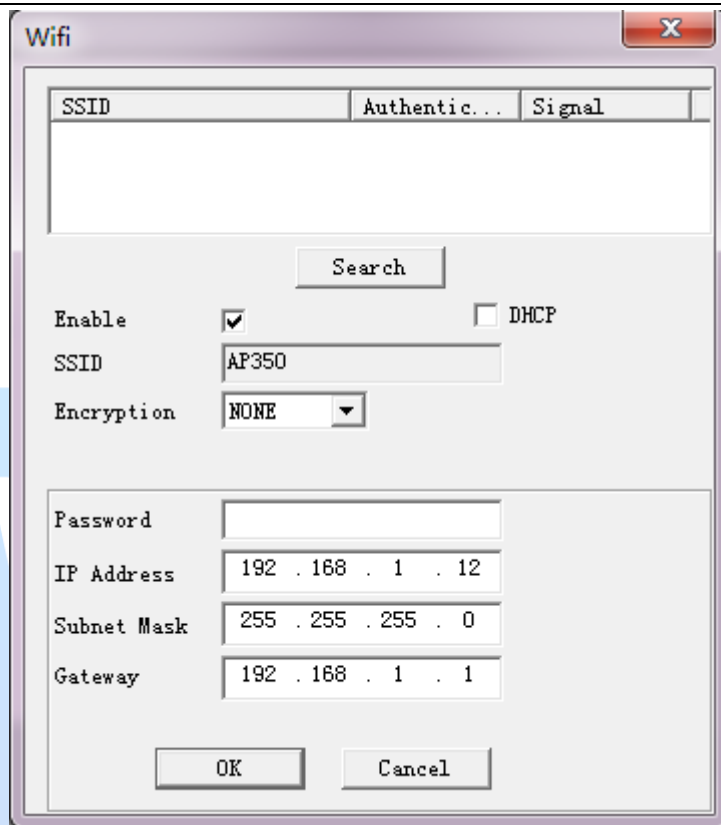 Wifi
SSID Authentic... Signal
Search
Enable DHCP
SSID AP350
Encryption NONE
Password
IP Address 192 . 168 . 1 . 12
Subnet Mask 255 . 255 . 255 . 0
Gateway 192 . 168 . 1 . 1
OK Cancel